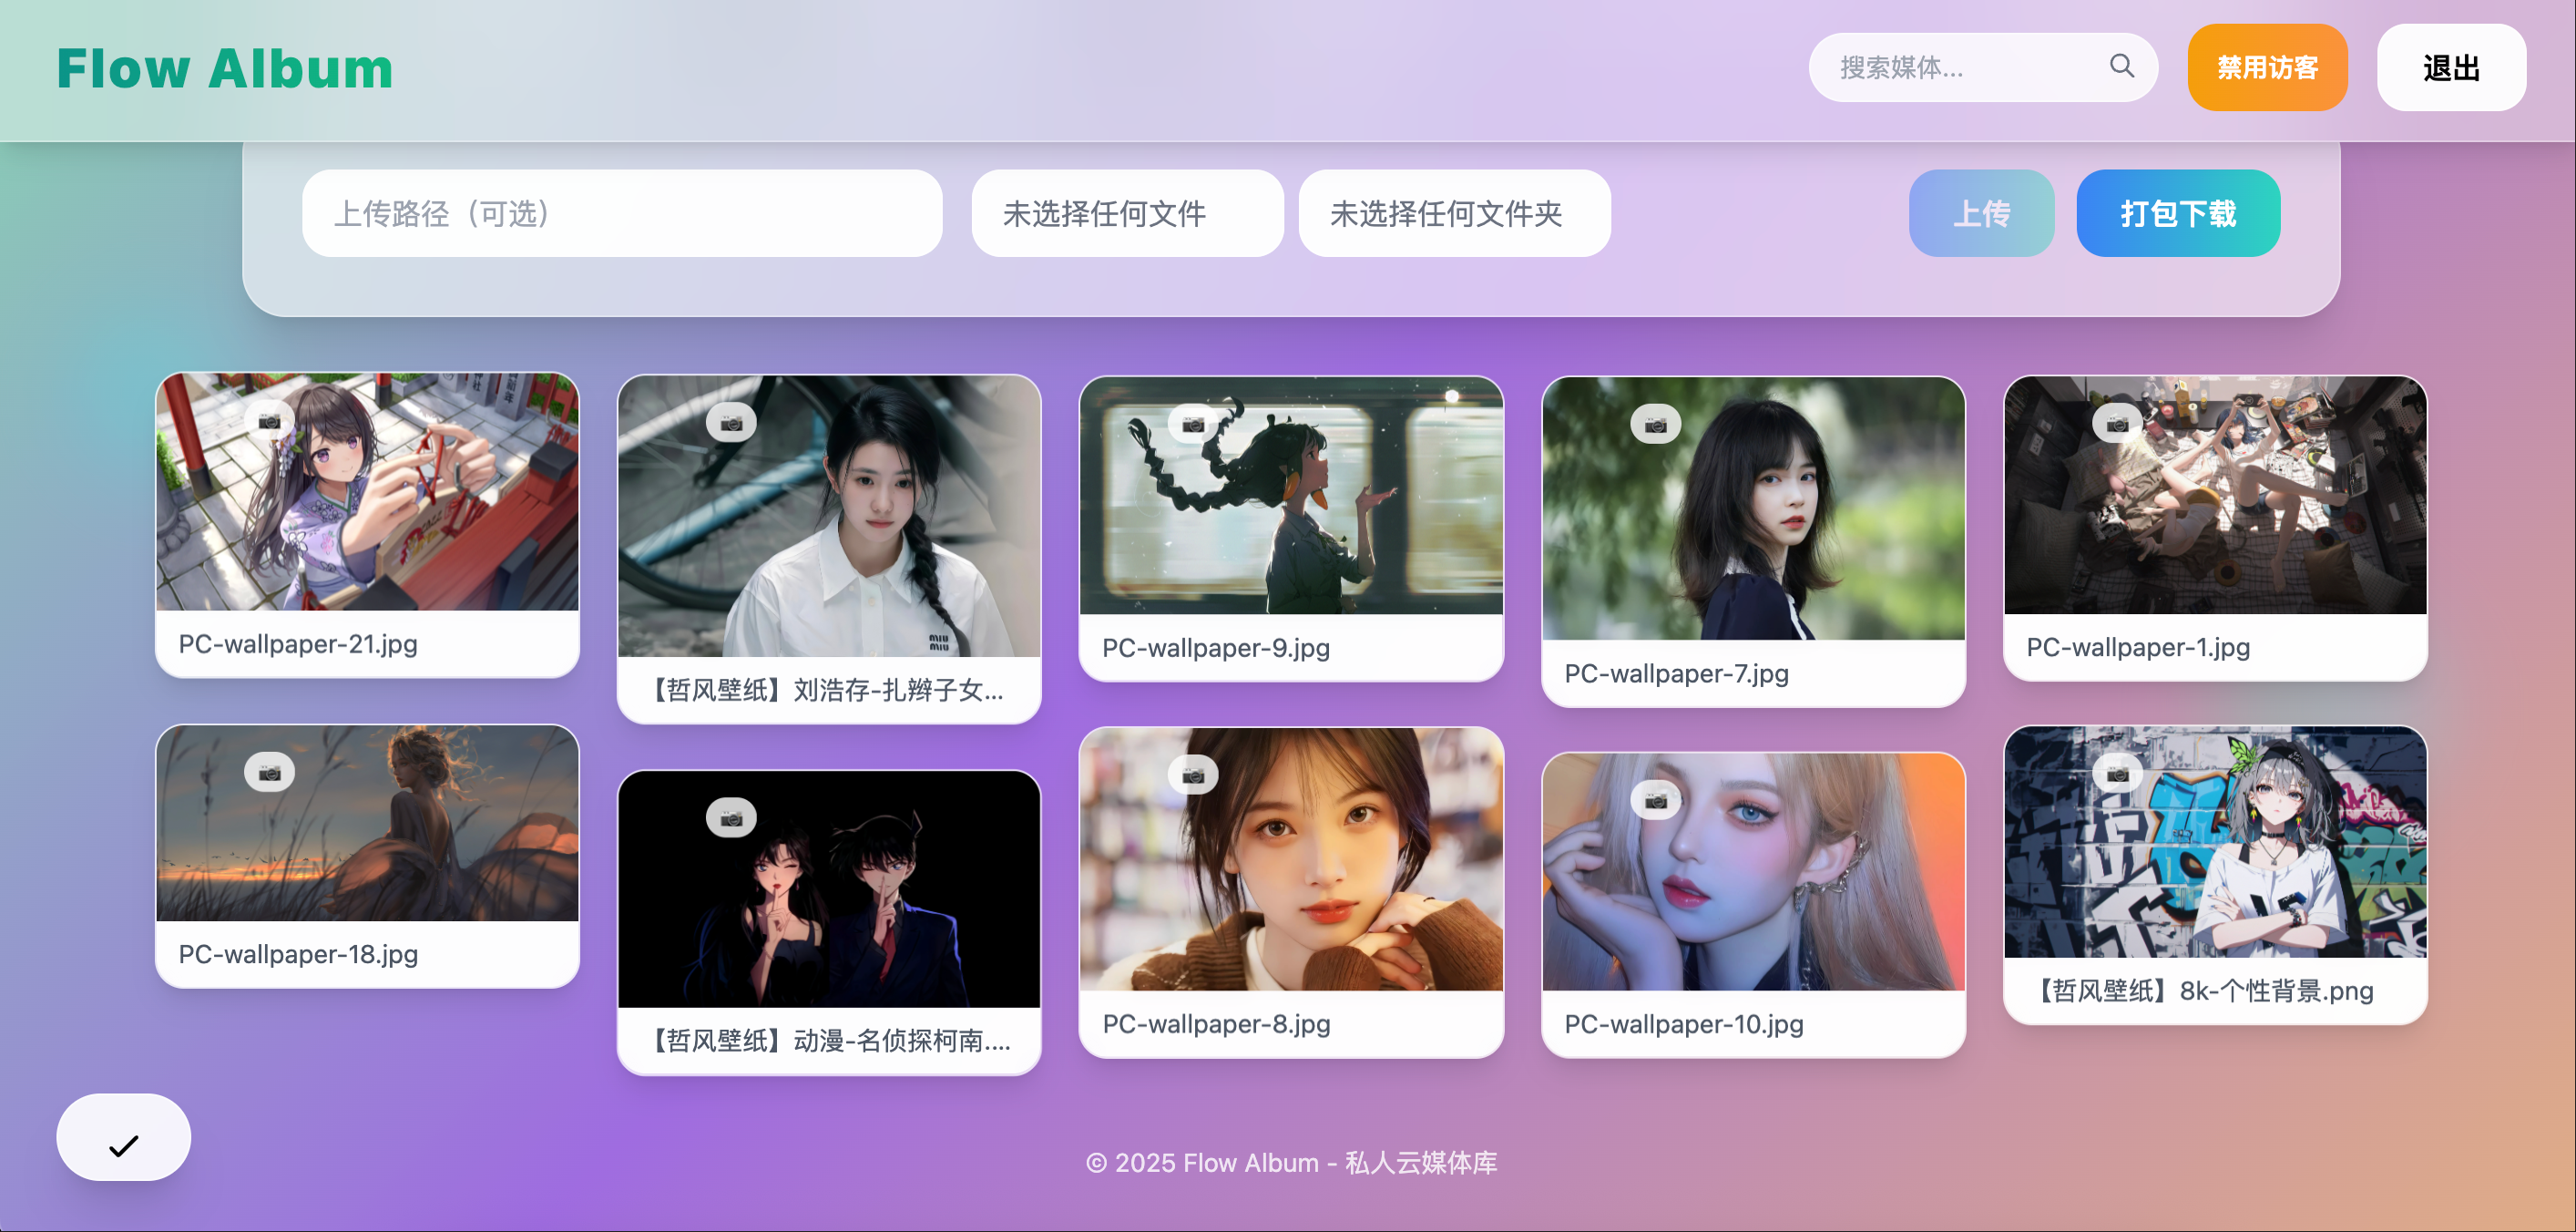 Flow Album
搜索媒体...
禁用访客
退出
上传路径（可选）
未选择任何文件
未选择任何文件夹
上传
打包下载
PC-wallpaper-21.jpg
MIU
MIU
【哲风壁纸】刘浩存-扎辫子女...
PC-wallpaper-9.jpg
PC-wallpaper-7.jpg
PC-wallpaper-1.jpg
PC-wallpaper-18.jpg
【哲风壁纸】动漫-名侦探柯南....
PC-wallpaper-8.jpg
PC-wallpaper-10.jpg
【哲风壁纸】8k-个性背景.png
© 2025 Flow Album - 私人云媒体库